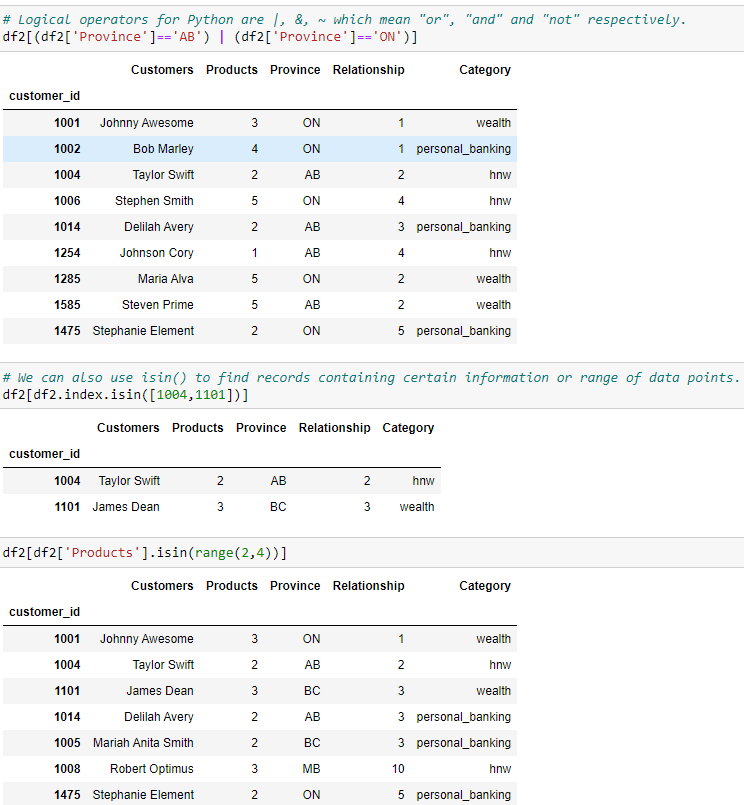 # Logical operators for Python are |, &, ~ which mean "or", "and" and "not" respectively.
df2[(df2['Province']=='AB') | (df2['Province']=='ON')]
Customers Products Province Relationship Category
customer_id
1001 Johnny Awesome 3 ON 1 wealth
1002 Bob Marley 4 ON 1 personal_banking
1004 Taylor Swift 2 AB 2 hnw
1006 Stephen Smith 5 ON 4 hnw
1014 Delilah Avery 2 AB 3 personal_banking
1254 Johnson Cory 1 AB 4 hnw
1285 Maria Alva 5 ON 2 wealth
1585 Steven Prime 5 AB 2 wealth
1475 Stephanie Element 2 ON 5 personal_banking
# We can also use isin() to find records containing certain information or range of data points.
df2[df2.index.isin([1004,1101])]
Customers Products Province Relationship Category
customer_id
1004 Taylor Swift 2 AB 2 hnw
1101 James Dean 3 BC 3 wealth
df2[df2['Products'].isin(range(2,4))]
Customers Products Province Relationship Category
customer_id
1001 Johnny Awesome 3 ON 1 wealth
1004 Taylor Swift 2 AB 2 hnw
1101 James Dean 3 BC 3 wealth
1014 Delilah Avery 2 AB 3 personal_banking
1005 Mariah Anita Smith 2 BC 3 personal_banking
1008 Robert Optimus 3 MB 10 hnw
1475 Stephanie Element 2 ON 5 personal_banking